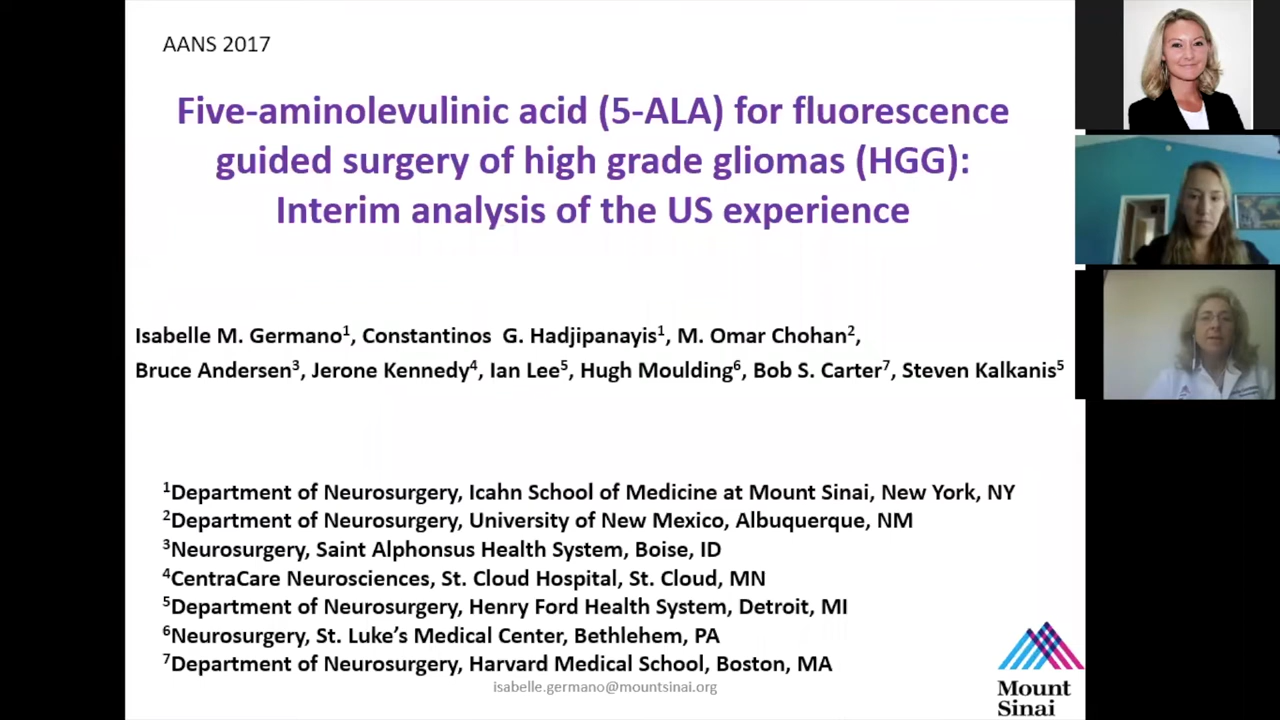 AANS 2017
Five-aminolevulinic acid (5-ALA) for fluorescence
guided surgery of high grade gliomas (HGG):
Interim analysis of the US experience
Isabelle M. Germano¹, Constantinos G. Hadjipanayis¹, M. Omar Chohan²,
Bruce Andersen³, Jerone Kennedy⁴, Ian Lee⁵, Hugh Moulding⁶, Bob S. Carter⁷, Steven Kalkanis⁵
¹Department of Neurosurgery, Icahn School of Medicine at Mount Sinai, New York, NY
²Department of Neurosurgery, University of New Mexico, Albuquerque, NM
³Neurosurgery, Saint Alphonsus Health System, Boise, ID
⁴CentraCare Neurosciences, St. Cloud Hospital, St. Cloud, MN
⁵Department of Neurosurgery, Henry Ford Health System, Detroit, MI
⁶Neurosurgery, St. Luke's Medical Center, Bethlehem, PA
⁷Department of Neurosurgery, Harvard Medical School, Boston, MA
isabelle.germano@mountsinai.org
Mount
Sinai